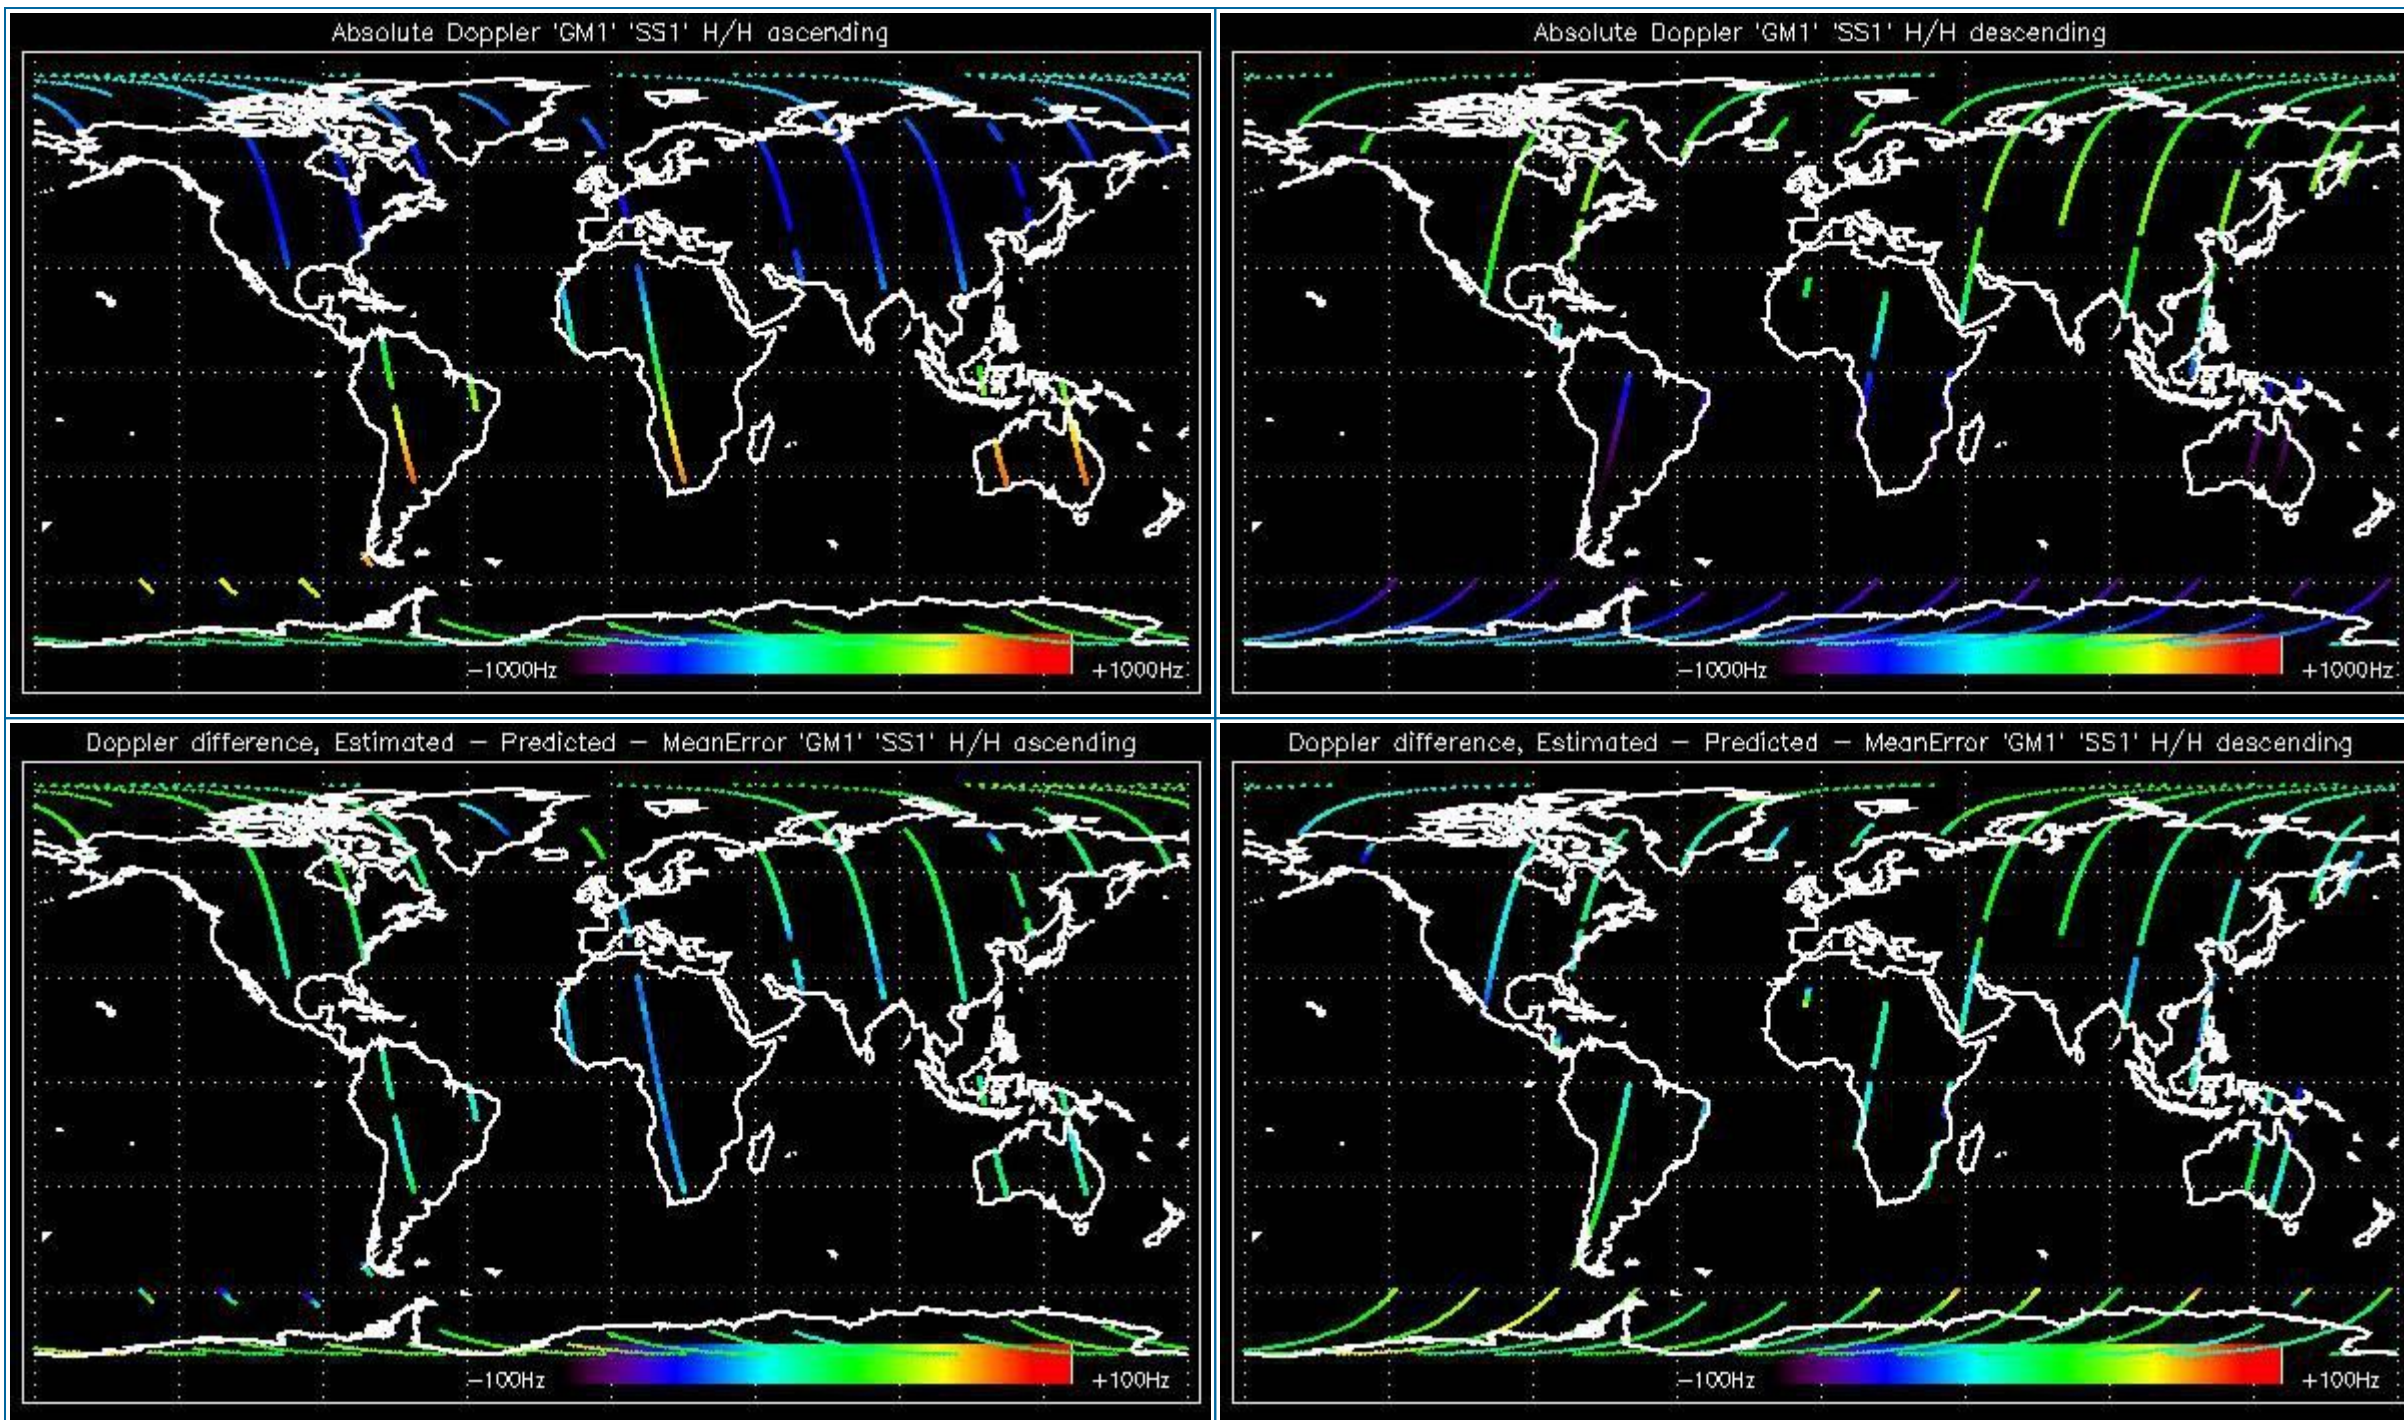 Absolute Doppler 'GM1' 'SS1' H/H ascending
−1000Hz
+1000Hz
Absolute Doppler 'GM1' 'SS1' H/H descending
−1000Hz
+1000Hz
Doppler difference, Estimated − Predicted − MeanError 'GM1' 'SS1' H/H ascending
−100Hz
+100Hz
Doppler difference, Estimated − Predicted − MeanError 'GM1' 'SS1' H/H descending
−100Hz
+100Hz